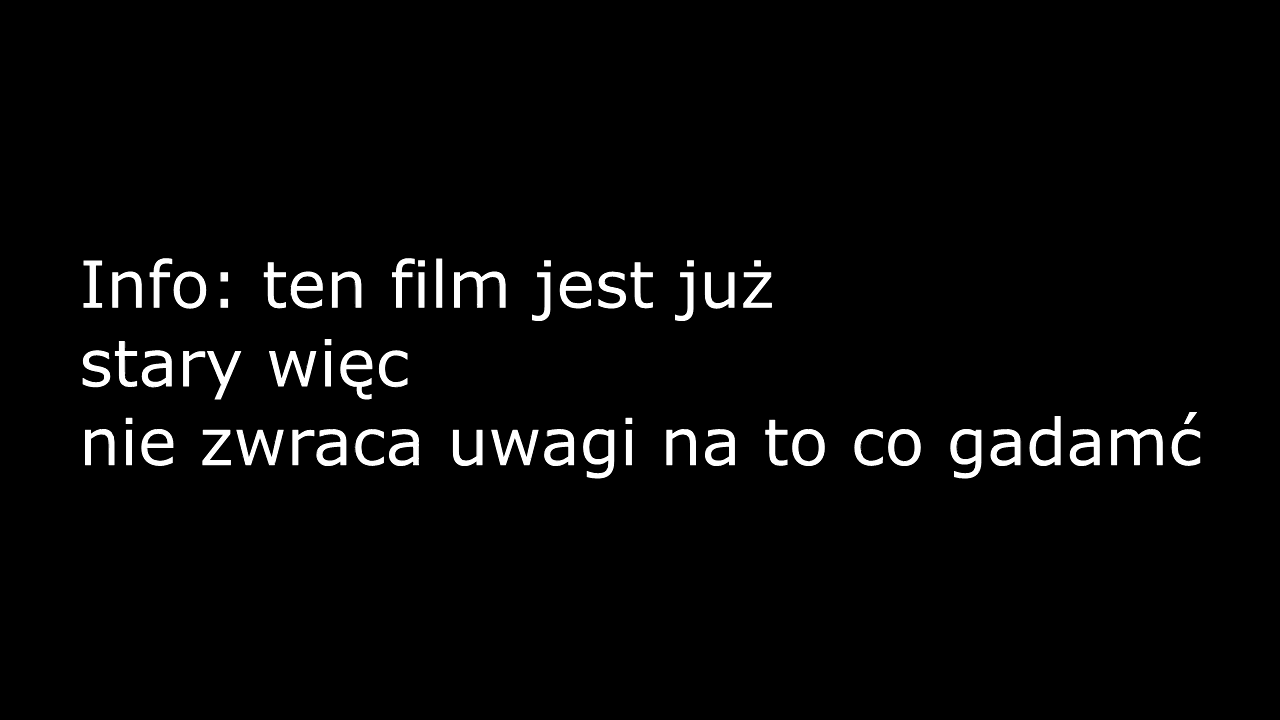 Info: ten film jest już
stary więc
nie zwraca uwagi na to co gadamć